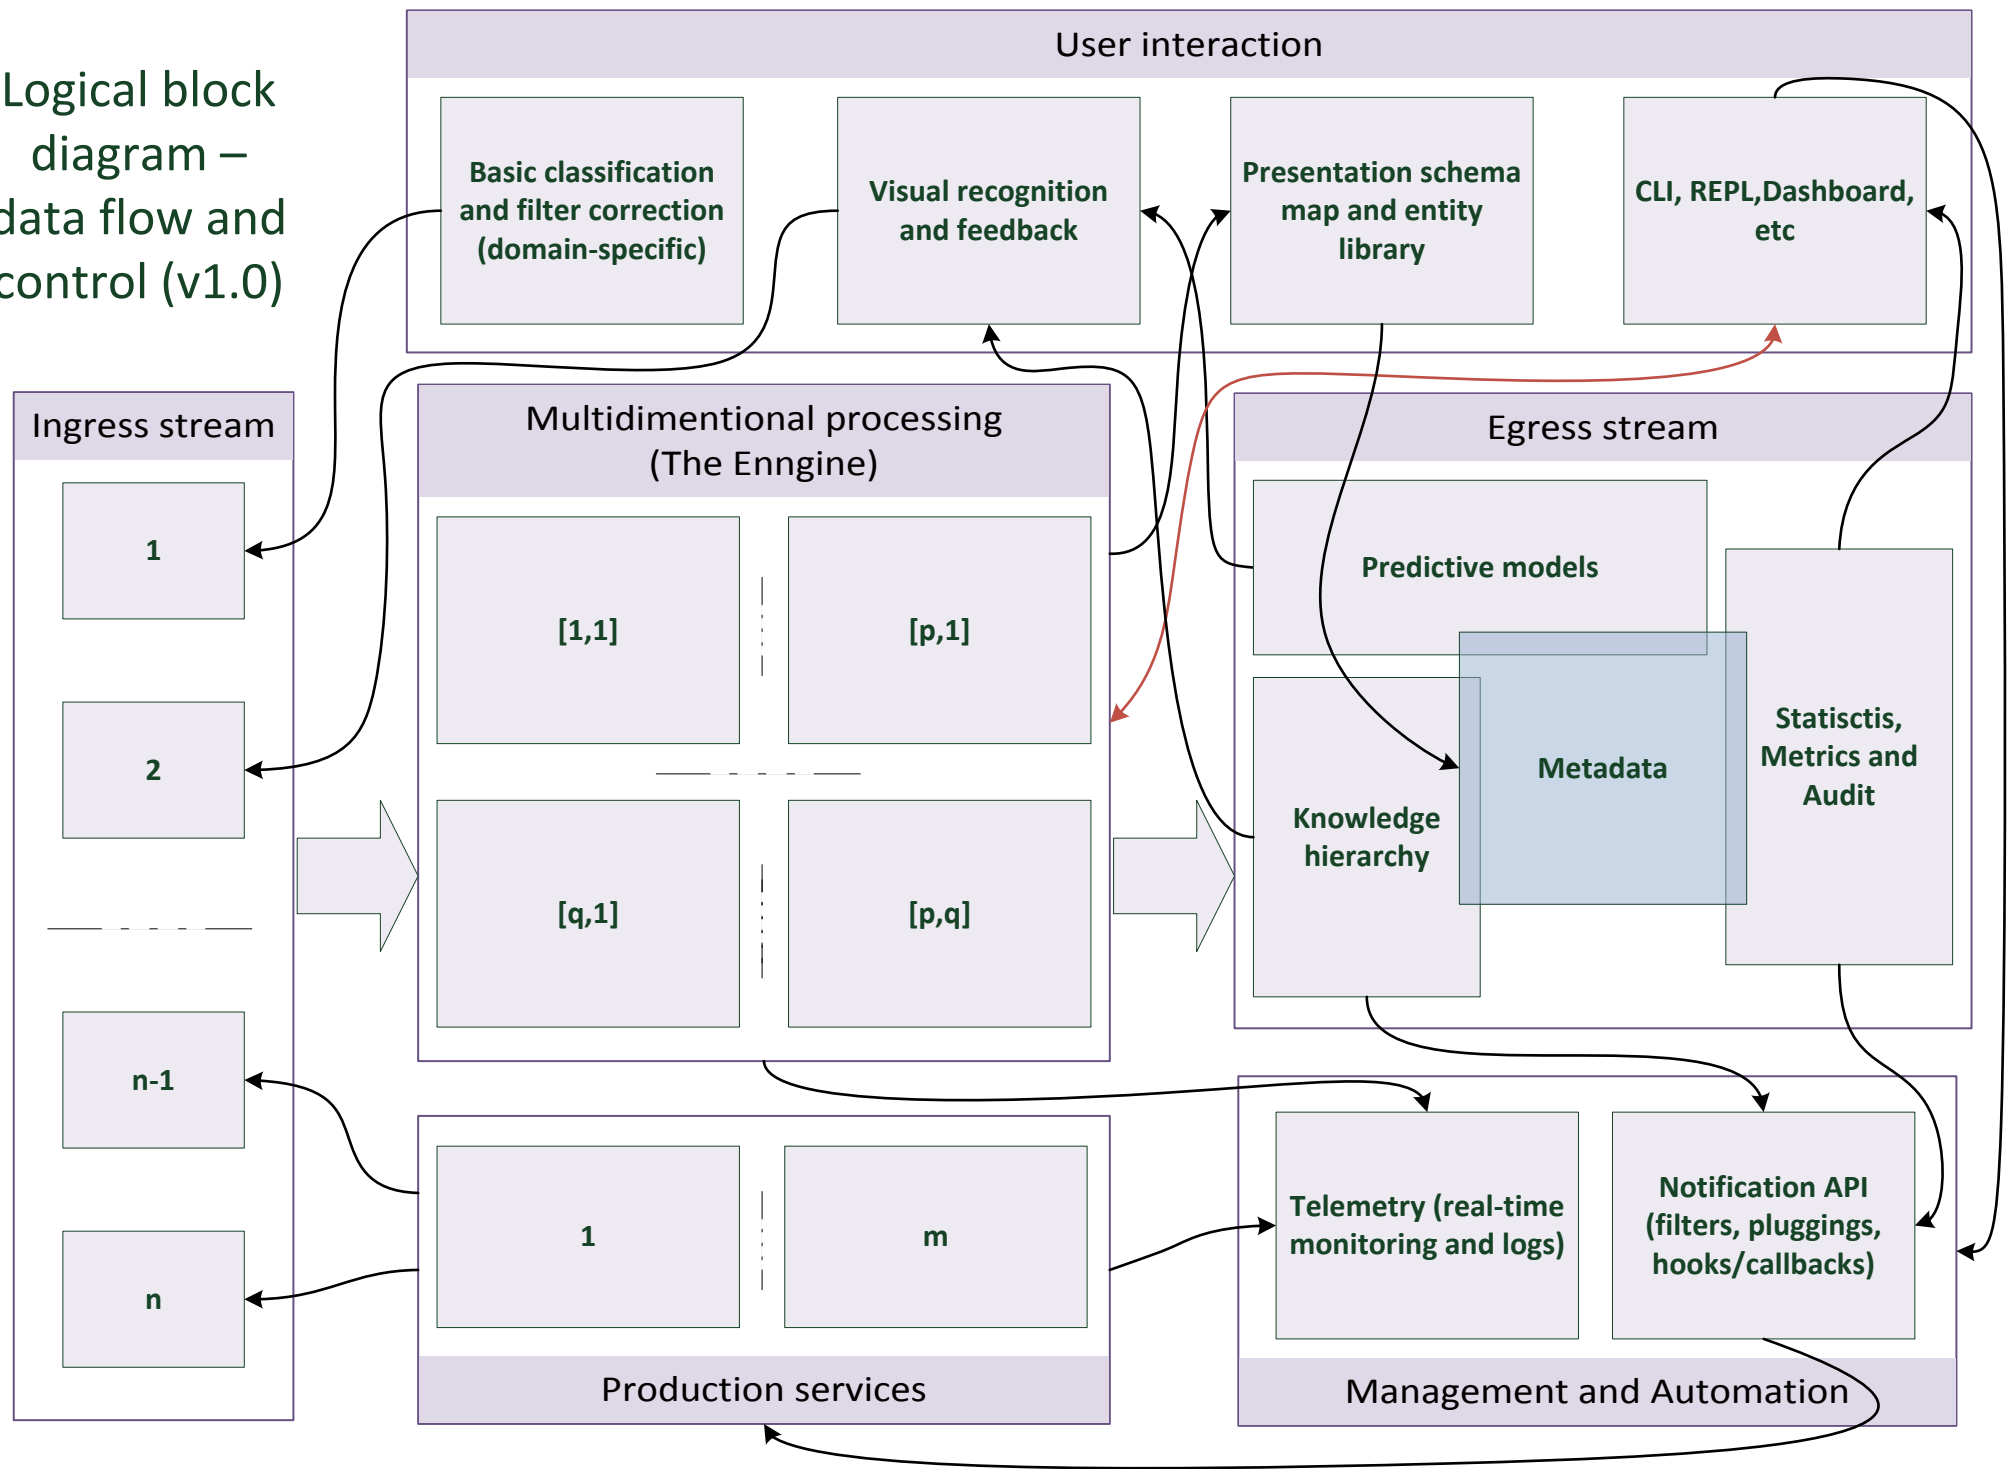 Logical block
diagram –
data flow and
control (v1.0)
User interaction
Basic classification
and filter correction
(domain-specific)
Visual recognition
and feedback
Presentation schema
map and entity
library
CLI, REPL,Dashboard,
etc
Ingress stream
1
2
n-1
n
Multidimentional processing
(The Enngine)
[1,1]
[p,1]
[q,1]
[p,q]
Egress stream
Predictive models
Metadata
Knowledge
hierarchy
Statisctis,
Metrics and
Audit
1
m
Production services
Telemetry (real-time
monitoring and logs)
Notification API
(filters, pluggings,
hooks/callbacks)
Management and Automation